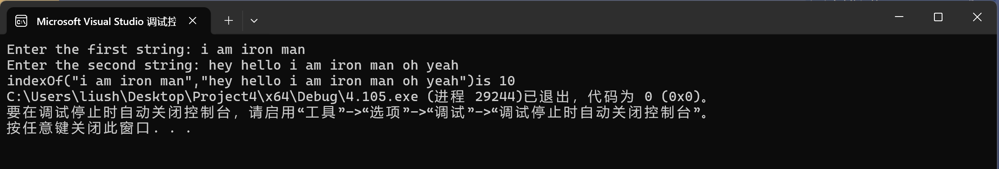 Microsoft Visual Studio 调试控
Enter the first string: i am iron man
Enter the second string: hey hello i am iron man oh yeah
indexOf("i am iron man","hey hello i am iron man oh yeah")is 10
C:\Users\liush\Desktop\Project4\x64\Debug\4.105.exe (进程 29244)已退出，代码为 0 (0x0)。
要在调试停止时自动关闭控制台，请启用“工具”->“选项”->“调试”->“调试停止时自动关闭控制台”。
按任意键关闭此窗口. . .